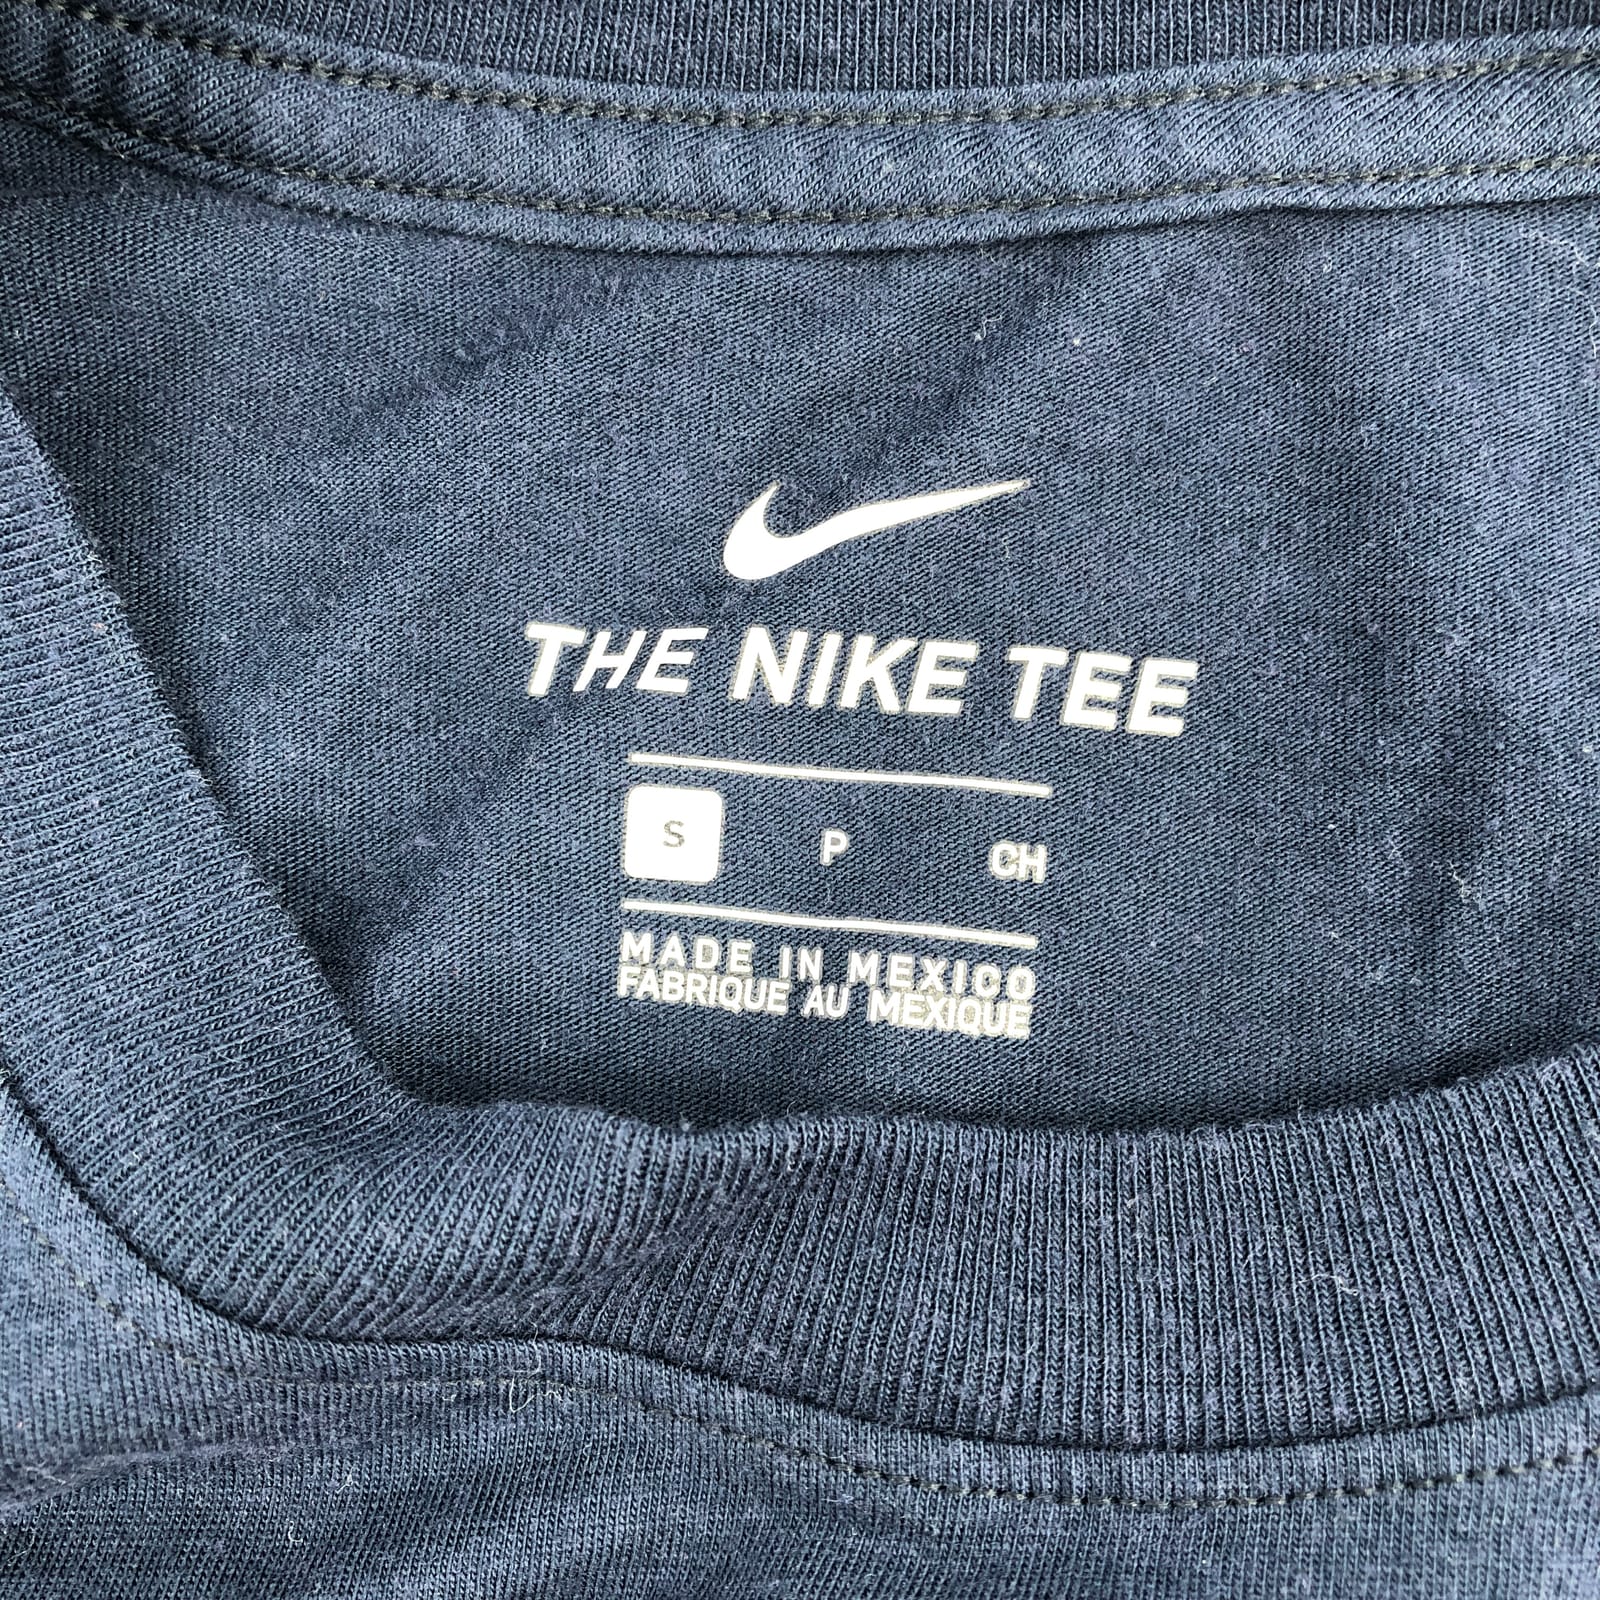 THE NIKE TEE
S P CH
MADE IN MEXICO
FABRIQUE AU MEXIQUE